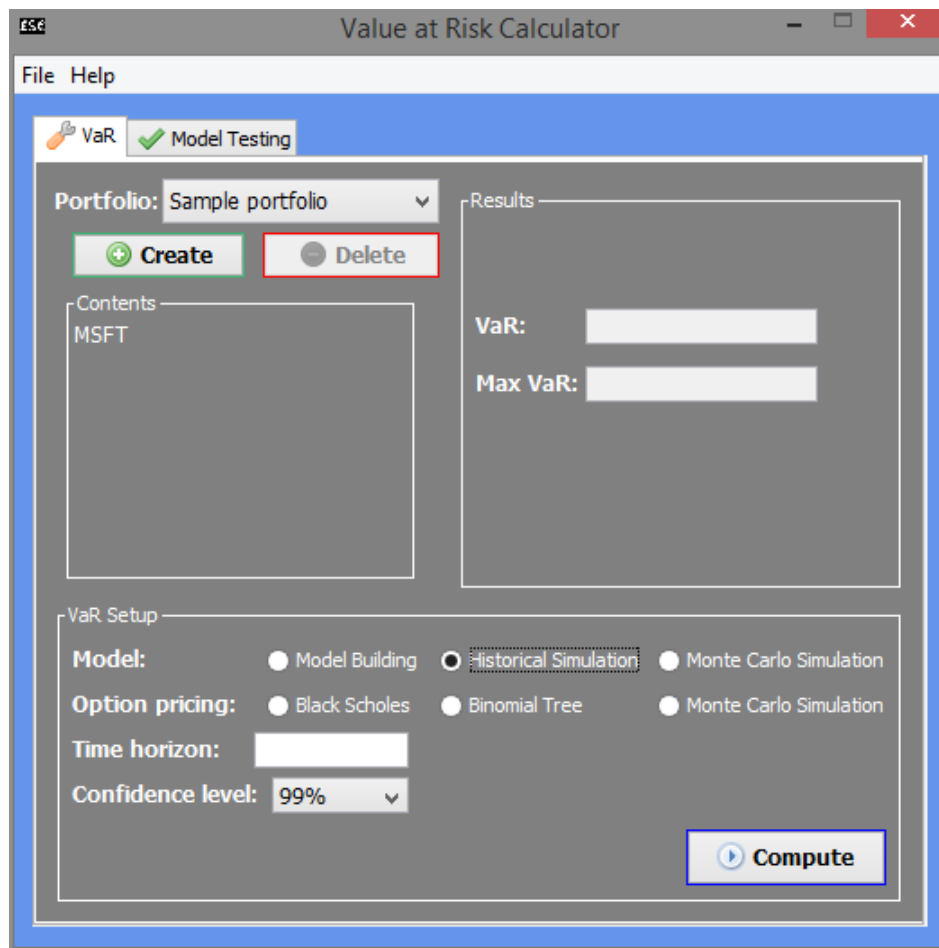 ESG
Value at Risk Calculator
File Help
VaR Model Testing
Portfolio: Sample portfolio
Create Delete
Contents
MSFT
Results
VaR:
Max VaR:
VaR Setup
Model: Model Building Historical Simulation Monte Carlo Simulation
Option pricing: Black Scholes Binomial Tree Monte Carlo Simulation
Time horizon:
Confidence level: 99%
Compute